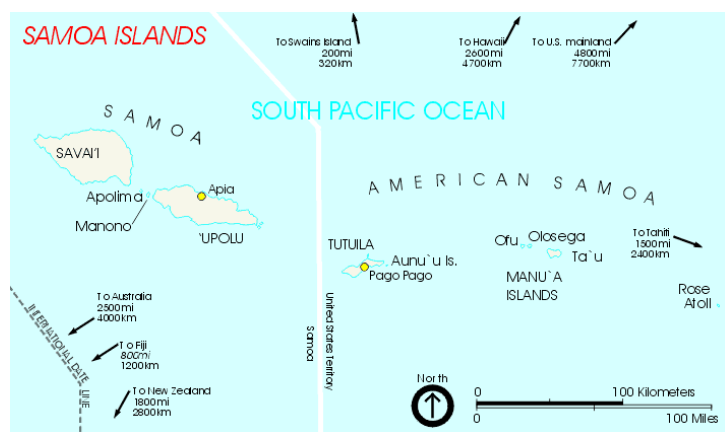 SAMOA ISLANDS
To Swains Island
200mi
320km
To Hawaii
2600mi
4700km
To U.S. mainland
4800mi
7700km
SOUTH PACIFIC OCEAN
SAMOA
SAVAI'I
Apolima
Manono
Apia
'UPOLU
AMERICAN SAMOA
TUTUILA
Aunu`u Is.
Pago Pago
Ofu
Olosega
Ta`u
MANU`A
ISLANDS
To Tahiti
1500mi
2400km
Rose
Atoll
INTERNATIONAL DATE
LINE
To Australia
2500mi
4000km
To Fiji
800mi
1200km
To New Zealand
1800mi
2800km
Samoa
United States Territory
North
0
100 Kilometers
0
100 Miles